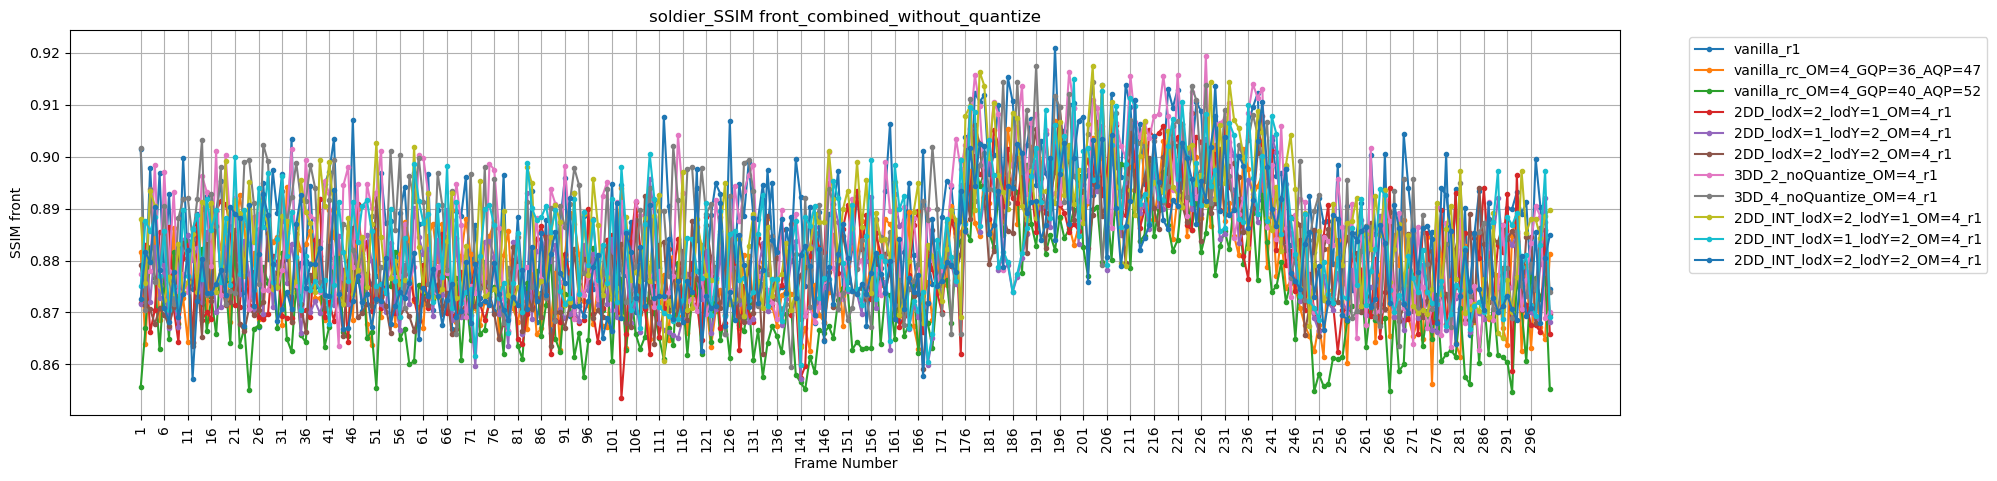 soldier_SSIM front_combined_without_quantize
SSIM front
0.92
0.91
0.90
0.89
0.88
0.87
0.86
1 6 11 16 21 26 31 36 41 46 51 56 61 66 71 76 81 86 91 96 101 106 111 116 121 126 131 136 141 146 151 156 161 166 171 176 181 186 191 196 201 206 211 216 221 226 231 236 241 246 251 256 261 266 271 276 281 286 291 296
Frame Number
vanilla_r1
vanilla_rc_OM=4_GQP=36_AQP=47
vanilla_rc_OM=4_GQP=40_AQP=52
2DD_lodX=2_lodY=1_OM=4_r1
2DD_lodX=1_lodY=2_OM=4_r1
2DD_lodX=2_lodY=2_OM=4_r1
3DD_2_noQuantize_OM=4_r1
3DD_4_noQuantize_OM=4_r1
2DD_INT_lodX=2_lodY=1_OM=4_r1
2DD_INT_lodX=1_lodY=2_OM=4_r1
2DD_INT_lodX=2_lodY=2_OM=4_r1